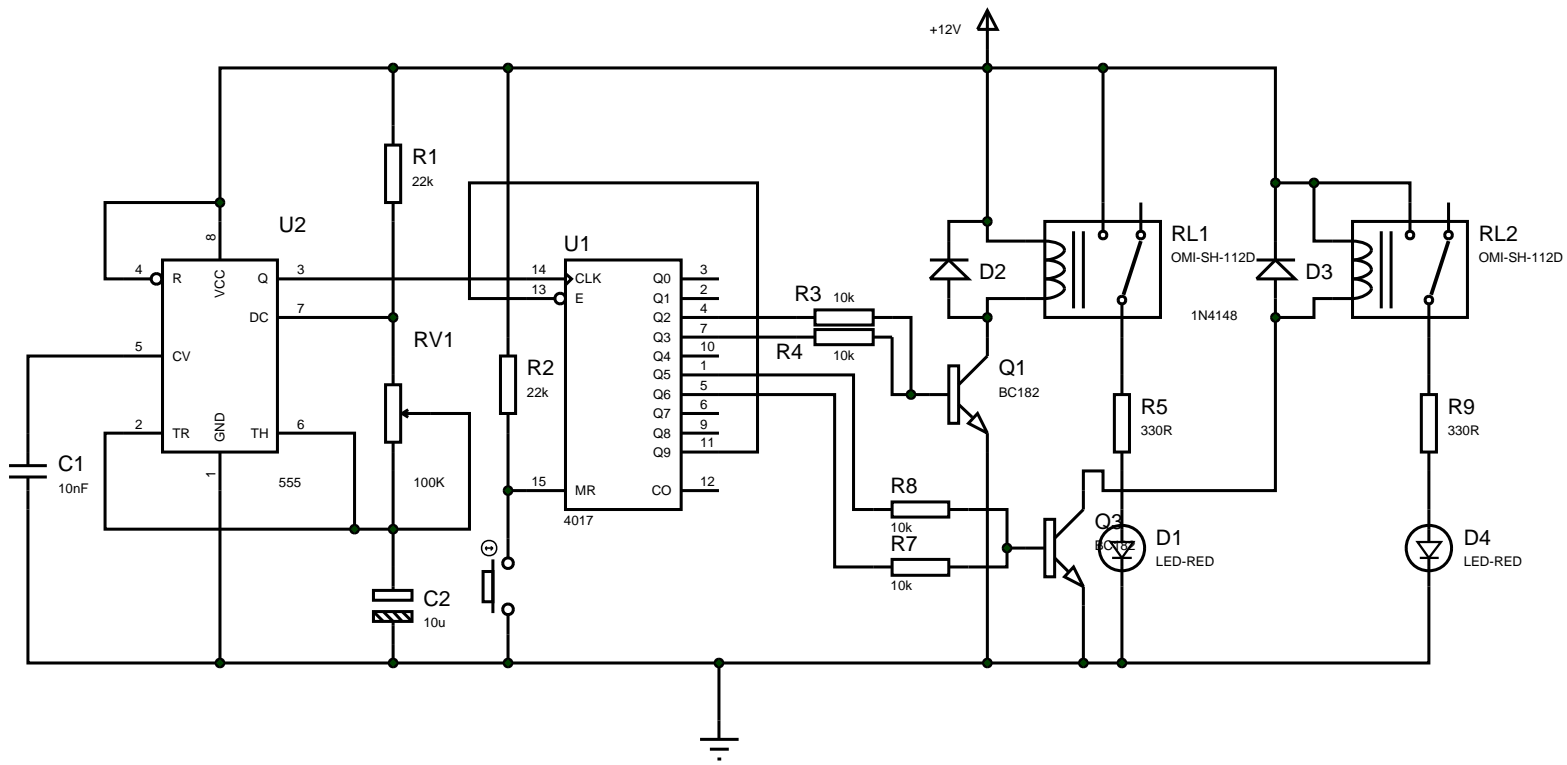 +12V
R1
22k
U2
8
VCC
4
R
Q
3
7
DC
5
CV
2
TR
GND
1
TH
6
555
RV1
100K
C1
10nF
C2
10u
R2
22k
U1
14
CLK
13
E
15
MR
4017
Q0
3
Q1
2
Q2
4
Q3
7
Q4
10
Q5
1
Q6
5
Q7
6
Q8
9
Q9
11
CO
12
R3
10k
R4
10k
R8
10k
R7
10k
D2
Q1
BC182
Q3
BC182
RL1
OMI-SH-112D
R5
330R
D1
LED-RED
D3
1N4148
RL2
OMI-SH-112D
R9
330R
D4
LED-RED